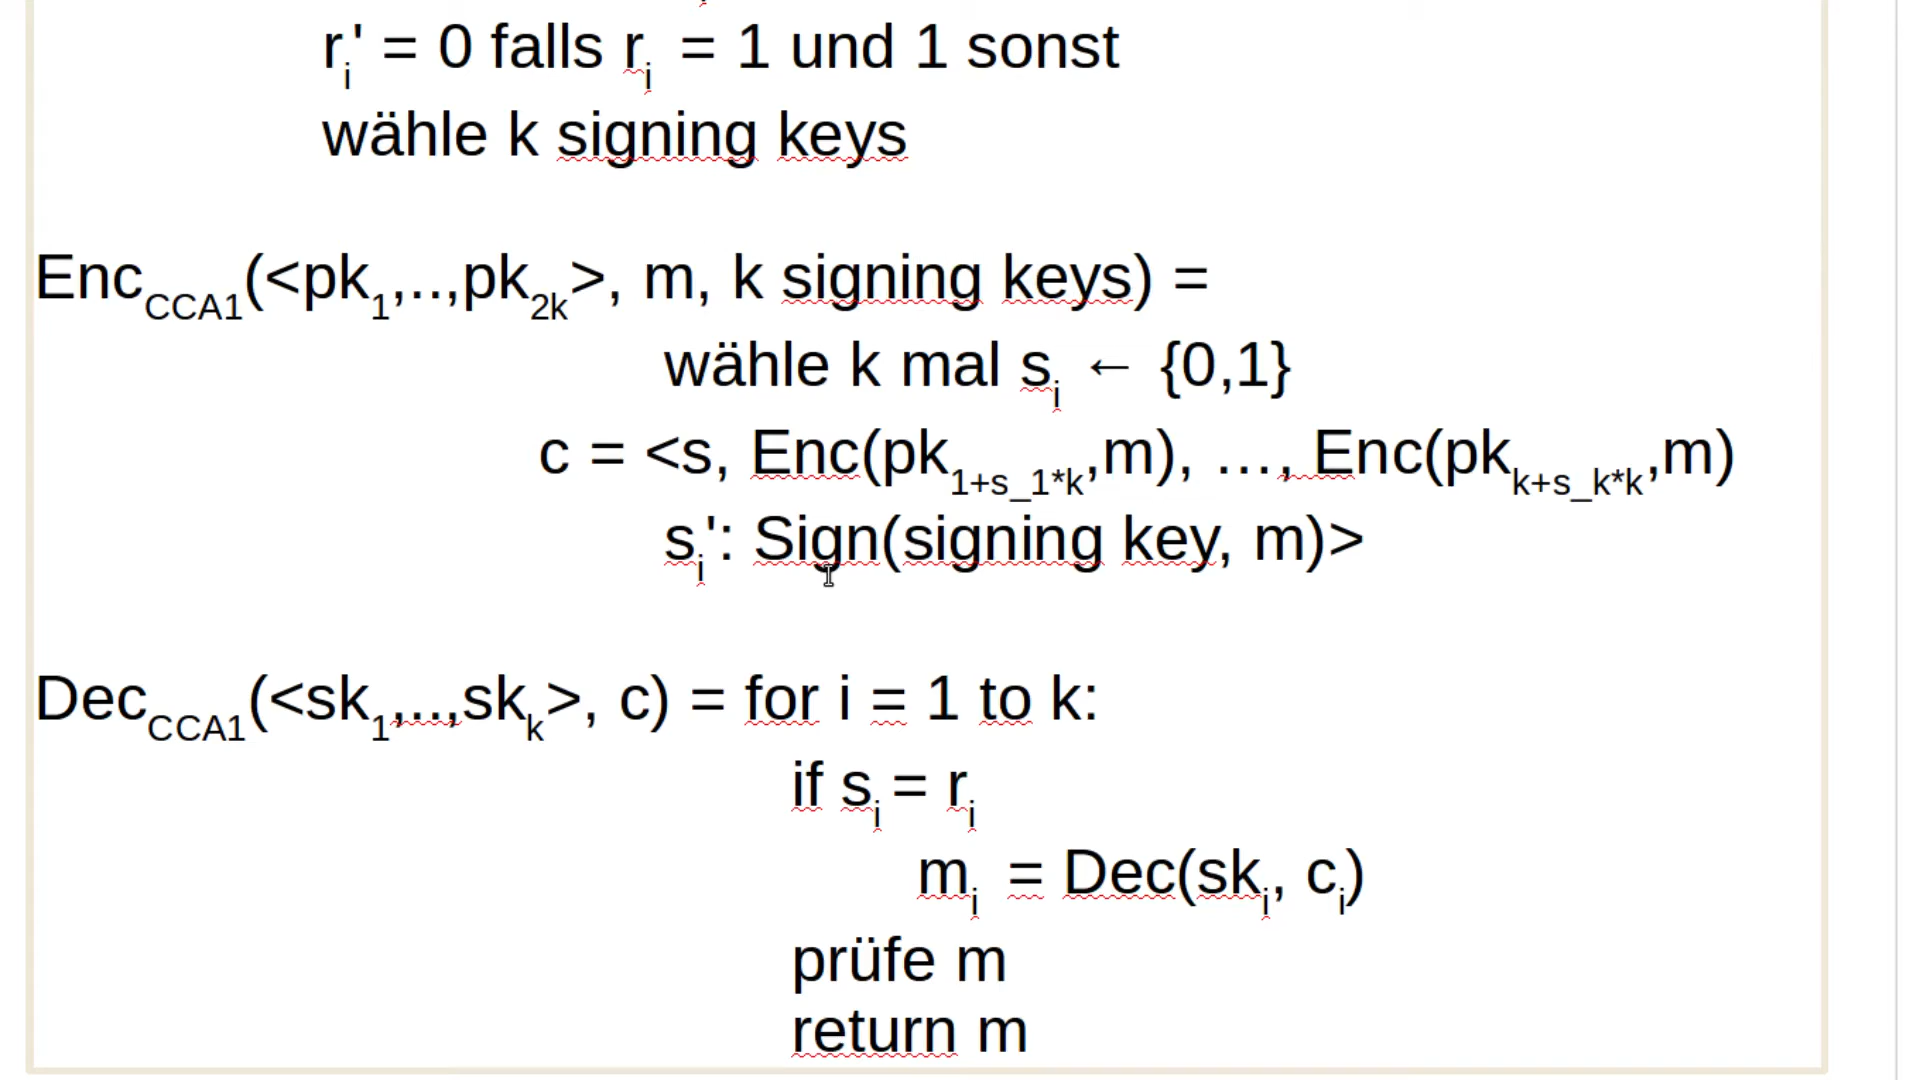 r_i' = 0 falls r_i = 1 und 1 sonst
wähle k signing keys
Enc_CCA1(<pk_1,..,pk_2k>, m, k signing keys) =
wähle k mal s_i ← {0,1}
c = <s, Enc(pk_1+s_1*k,m), …, Enc(pk_k+s_k*k,m)
s_i': Sign(signing key, m)>
Dec_CCA1(<sk_1,..,sk_k>, c) = for i = 1 to k:
if s_i = r_i
m_i = Dec(sk_i, c_i)
prüfe m
return m